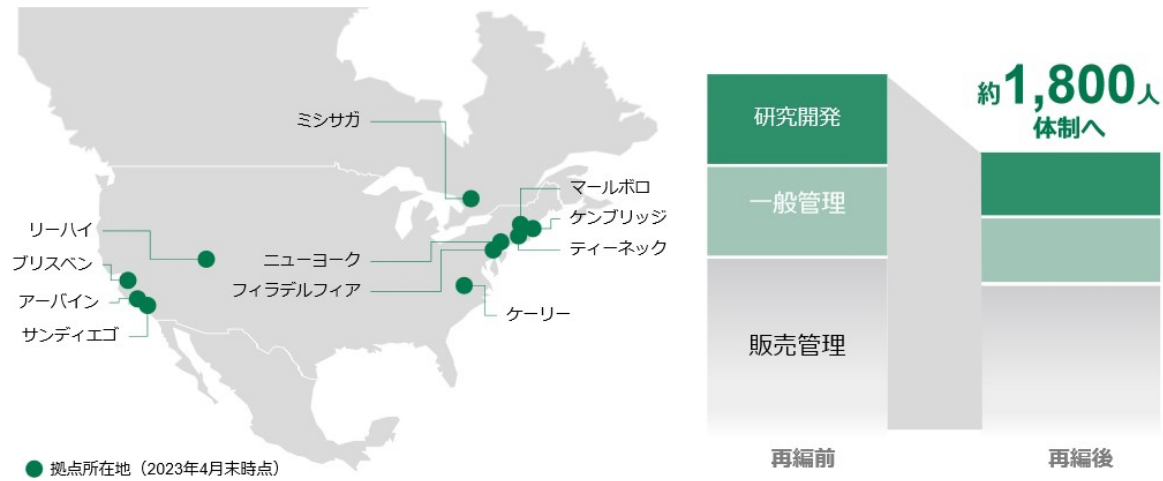 ミシサガ
マールボロ
ケンブリッジ
ティーネック
リーハイ
ブリスベン
アーバイン
サンディエゴ
ニューヨーク
フィラデルフィア
ケーリー
拠点所在地（2023年4月末時点）
研究開発
一般管理
販売管理
再編前
約1,800人
体制へ
再編後